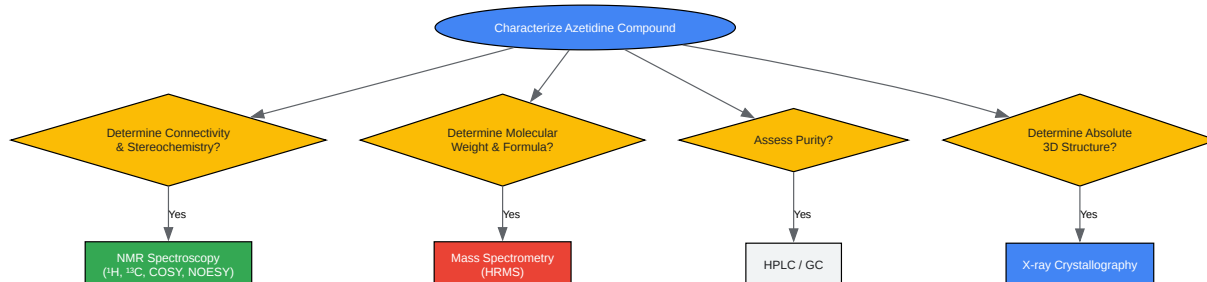 Characterize Azetidine Compound
Determine Connectivity
& Stereochemistry?
Determine Molecular
Weight & Formula?
Assess Purity?
Determine Absolute
3D Structure?
Yes
Yes
Yes
Yes
NMR Spectroscopy
(¹H, ¹³C, COSY, NOESY)
Mass Spectrometry
(HRMS)
HPLC / GC
X-ray Crystallography